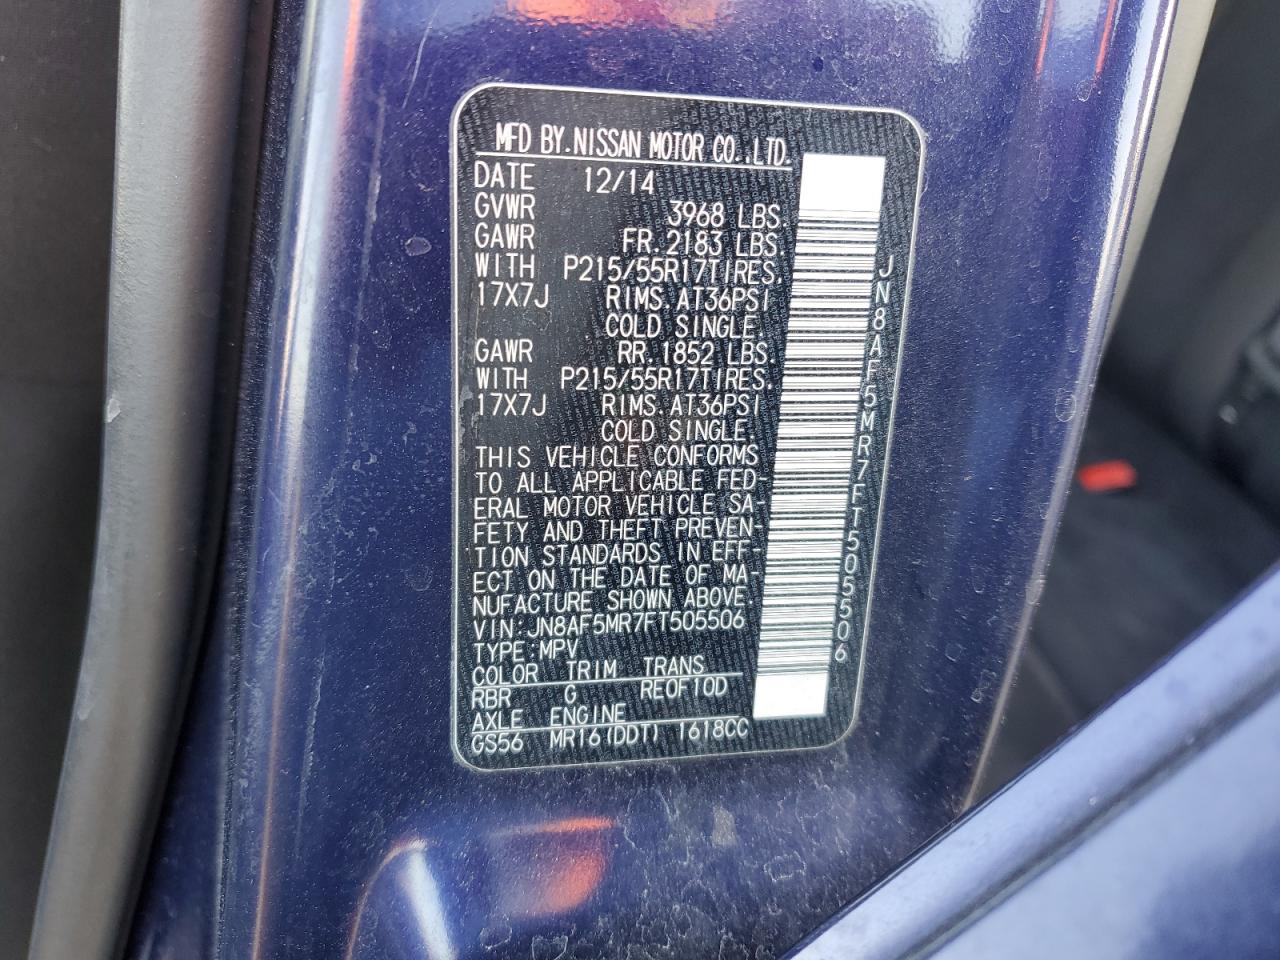 MFD BY.NISSAN MOTOR CO.,LTD.
DATE 12/14
GVWR 3968 LBS.
GAWR FR.2183 LBS.
WITH P215/55R17TIRES.
17X7J RIMS.AT36PSI
COLD SINGLE.
GAWR RR.1852 LBS.
WITH P215/55R17TIRES.
17X7J RIMS.AT36PSI
COLD SINGLE.
THIS VEHICLE CONFORMS
TO ALL APPLICABLE FED-
ERAL MOTOR VEHICLE SA-
FETY AND THEFT PREVEN-
TION STANDARDS IN EFF-
ECT ON THE DATE OF MA-
NUFACTURE SHOWN ABOVE.
VIN:JN8AF5MR7FT505506
TYPE:MPV
COLOR TRIM TRANS
RBR G RE0F10D
AXLE ENGINE
GS56 MR16(DDT) 1618CC
JN8AF5MR7FT505506